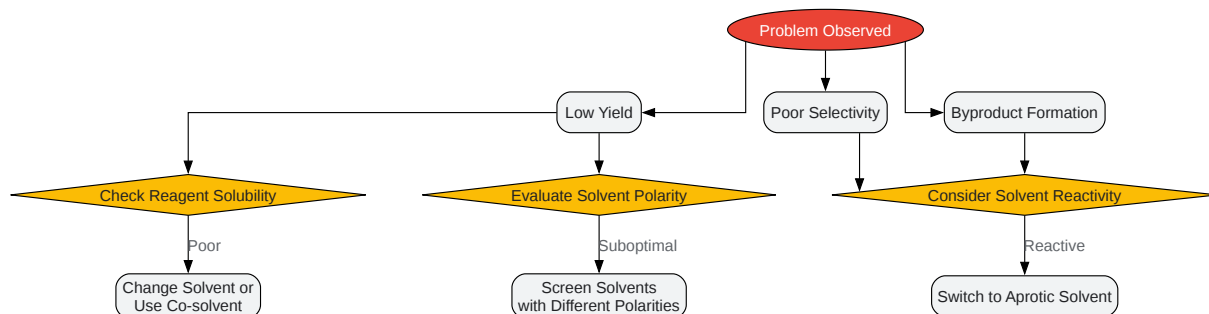 Problem Observed
Low Yield
Poor Selectivity
Byproduct Formation
Check Reagent Solubility
Evaluate Solvent Polarity
Consider Solvent Reactivity
Poor
Suboptimal
Reactive
Change Solvent or
Use Co-solvent
Screen Solvents
with Different Polarities
Switch to Aprotic Solvent